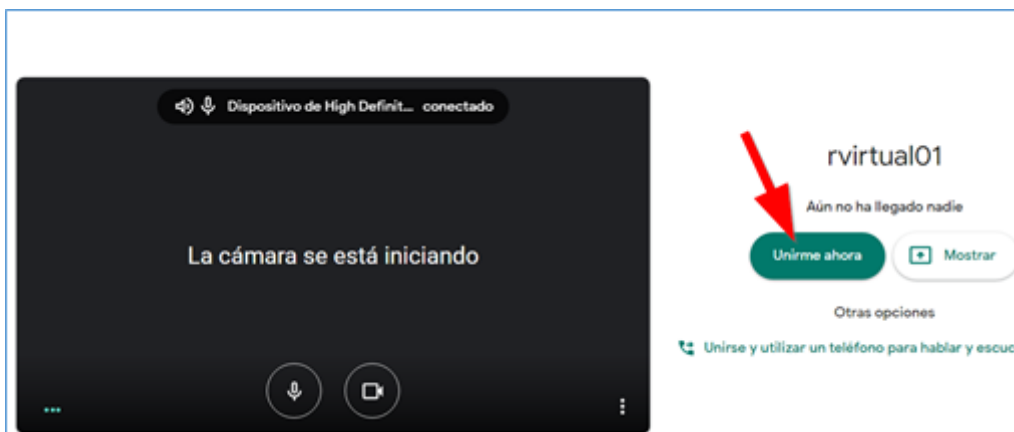 Dispositivo de High Definit... conectado
La cámara se está iniciando
rvirtual01
Aún no ha llegado nadie
Unirme ahora
Mostrar
Otras opciones
Unirse y utilizar un teléfono para hablar y escuc